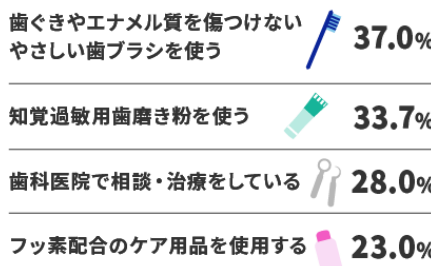 歯ぐきやエナメル質を傷つけない
やさしい歯ブラシを使う
37.0%
知覚過敏用歯磨き粉を使う
33.7%
歯科医院で相談・治療をしている
28.0%
フッ素配合のケア用品を使用する
23.0%